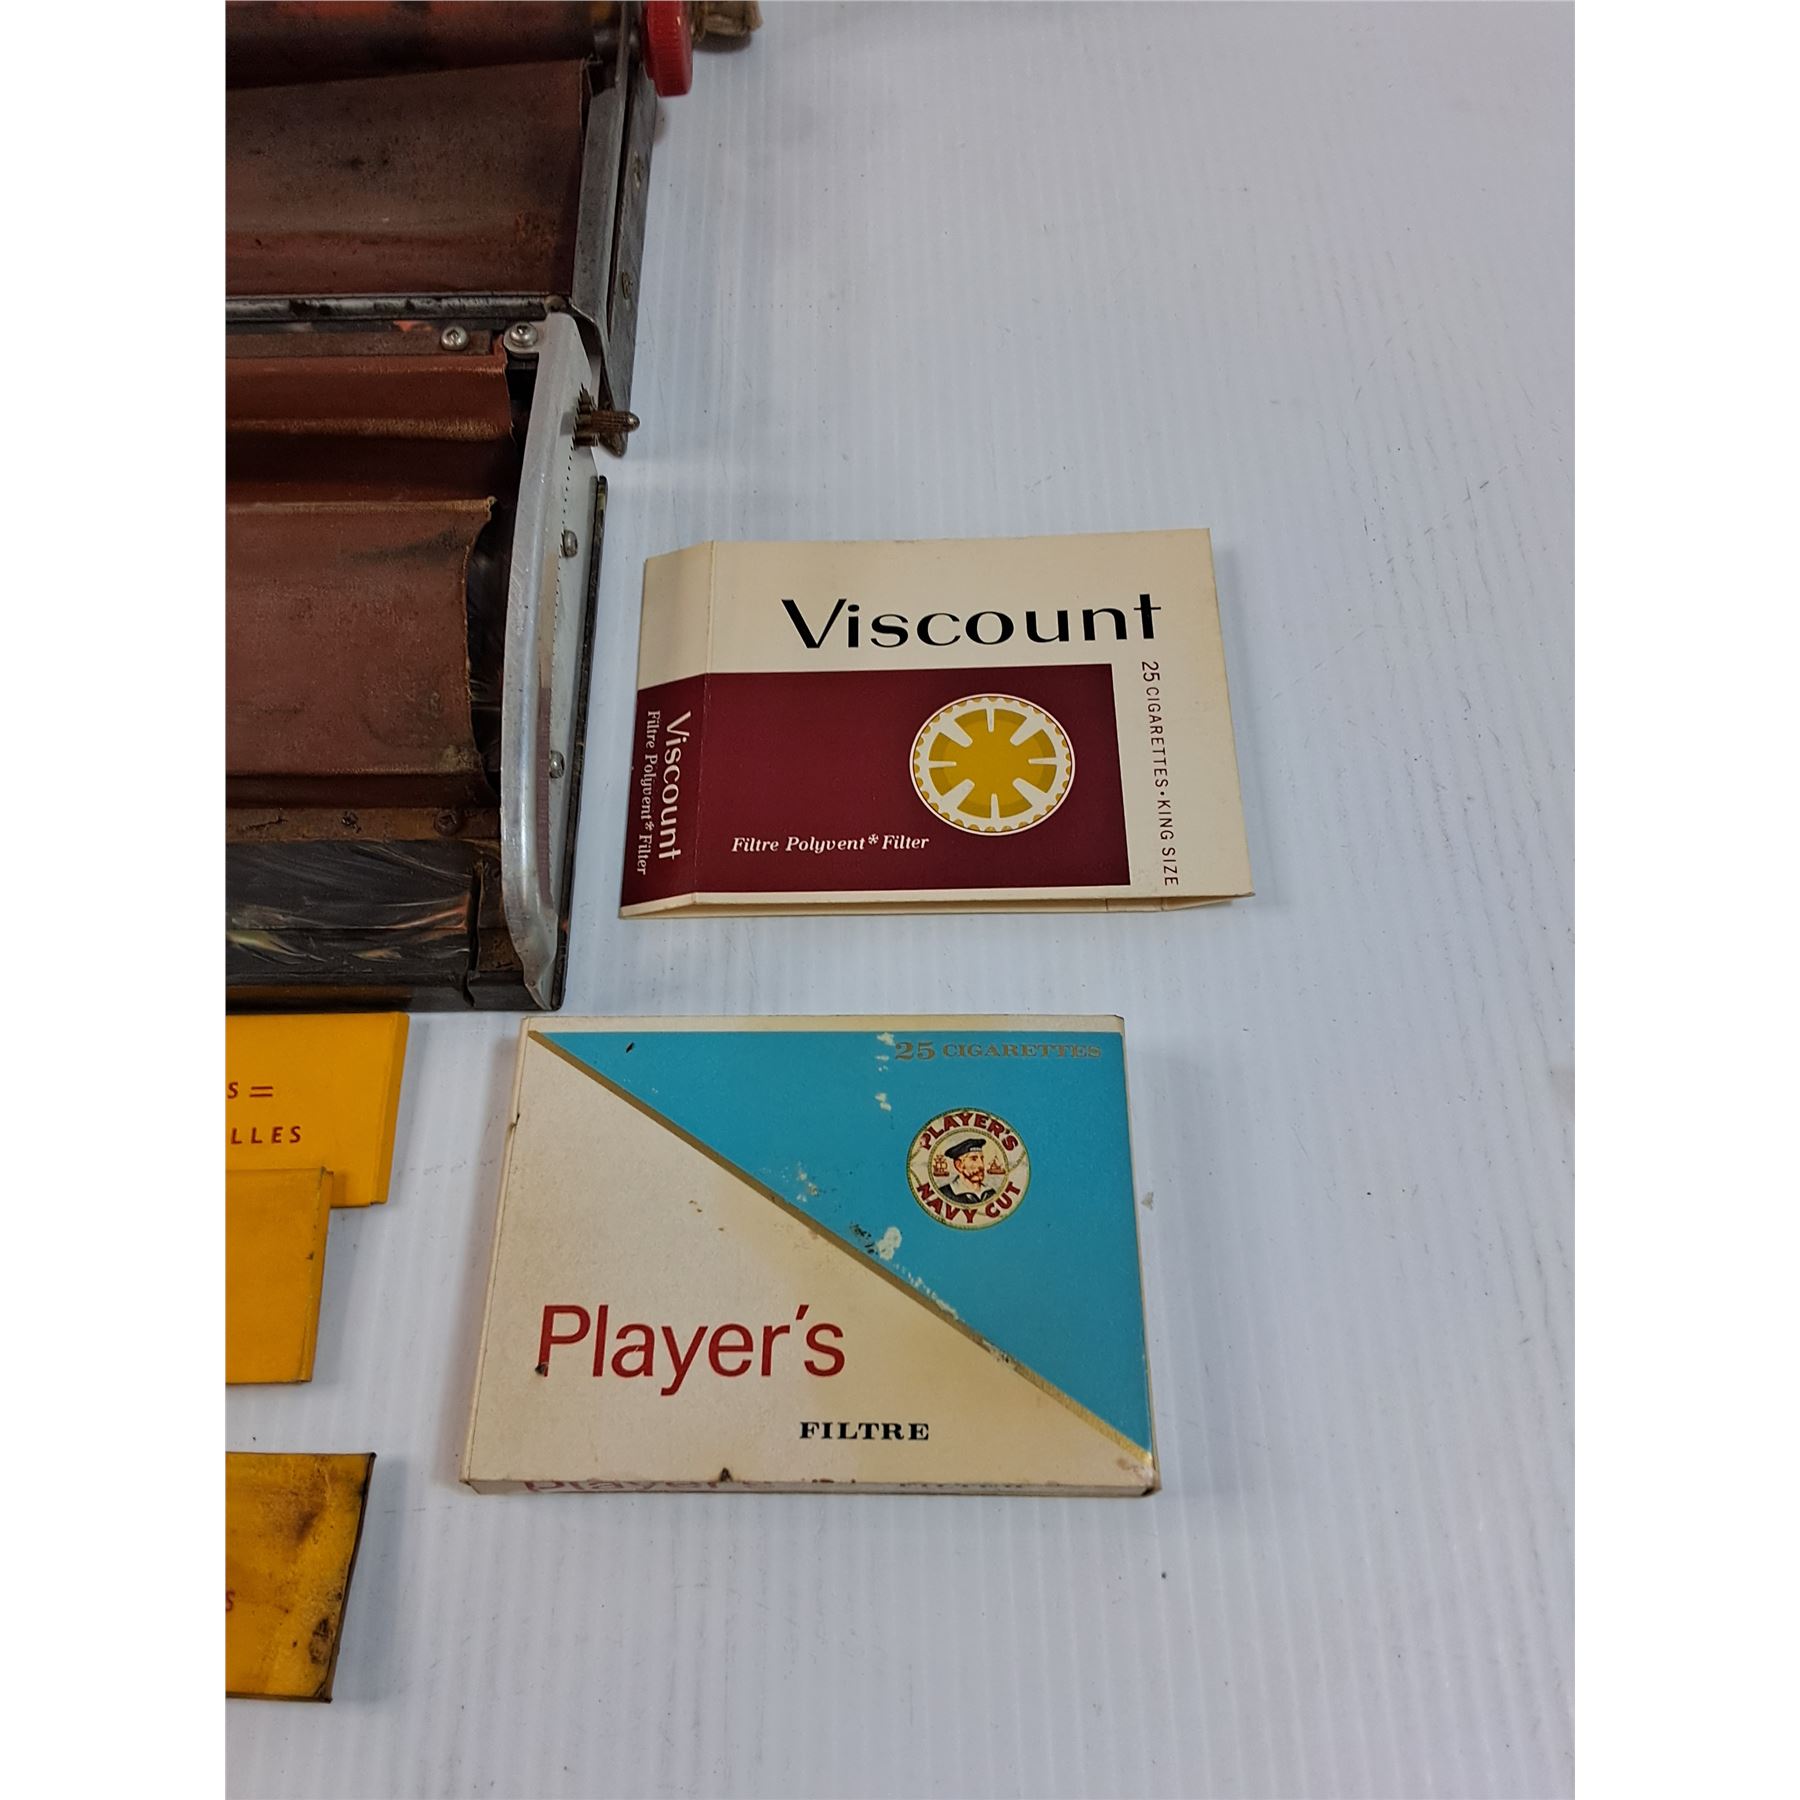 Viscount
25 CIGARETTES • KING SIZE
Viscount
Filtre Polyvent* Filter
Filtre Polyvent* Filter
25 CIGARETTES
PLAYER'S
NAVY CUT
Player's
FILTRE
Player's
S =
LLES
S